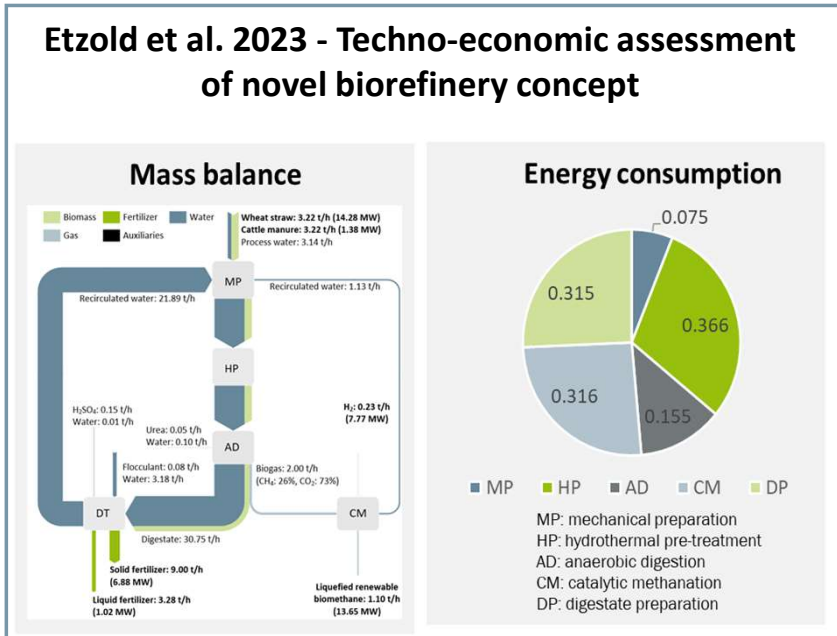 Etzold et al. 2023 - Techno-economic assessment
of novel biorefinery concept
Mass balance
Biomass
Fertilizer
Water
Gas
Auxiliaries
Wheat straw: 3.22 t/h (14.28 MW)
Cattle manure: 3.22 t/h (1.38 MW)
Process water: 3.14 t/h
MP
Recirculated water: 21.89 t/h
Recirculated water: 1.13 t/h
HP
H₂SO₄: 0.15 t/h
Water: 0.01 t/h
H₂: 0.23 t/h
(7.77 MW)
Urea: 0.05 t/h
Water: 0.10 t/h
AD
Flocculant: 0.08 t/h
Water: 3.18 t/h
Biogas: 2.00 t/h
(CH₄: 26%, CO₂: 73%)
DT
CM
Digestate: 30.75 t/h
Solid fertilizer: 9.00 t/h
(6.88 MW)
Liquid fertilizer: 3.28 t/h
(1.02 MW)
Liquefied renewable
biomethane: 1.10 t/h
(13.65 MW)
Energy consumption
0.075
0.315
0.366
0.316
0.155
MP HP AD CM DP
MP: mechanical preparation
HP: hydrothermal pre-treatment
AD: anaerobic digestion
CM: catalytic methanation
DP: digestate preparation